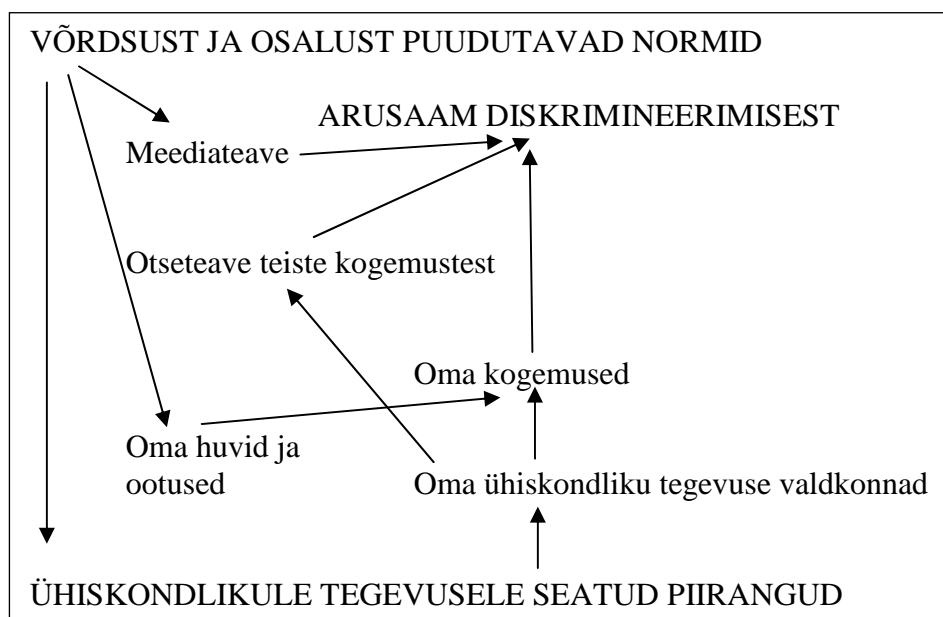 VÕRDSUST JA OSALUST PUUDUTAVAD NORMID
ARUSAAM DISKRIMINEERIMISEST
Meediateave
Otseteave teiste kogemustest
Oma kogemused
Oma huvid ja
ootused
Oma ühiskondliku tegevuse valdkonnad
ÜHISKONDLIKULE TEGEVUSELE SEATUD PIIRANGUD